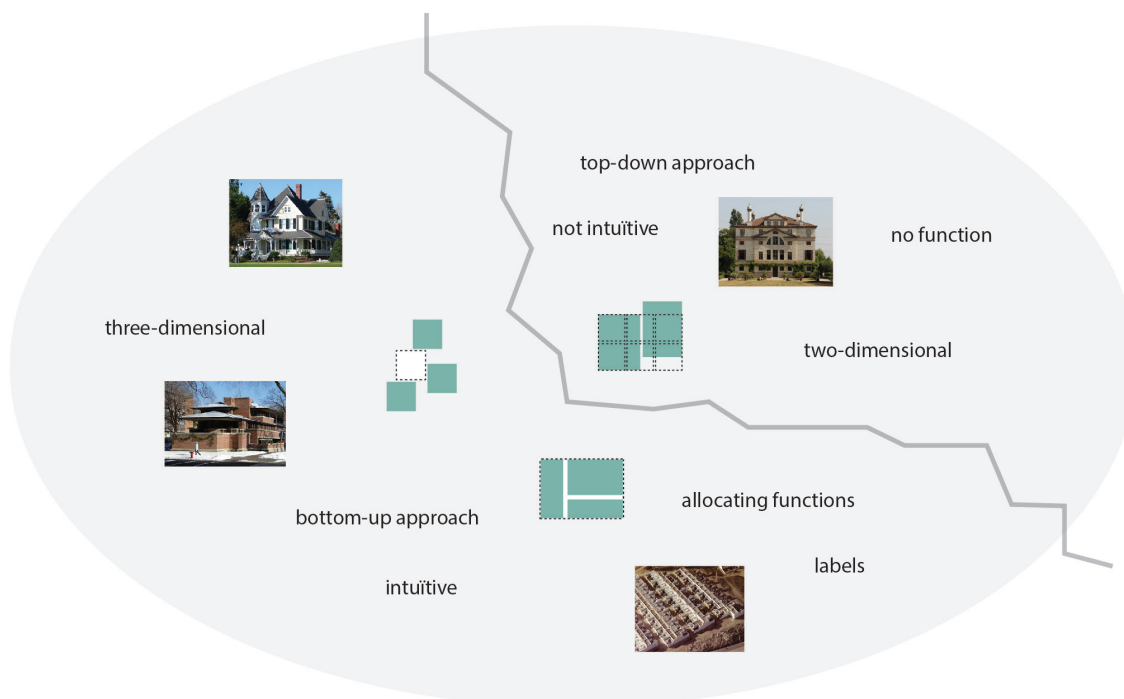 top-down approach
not intuïtive
no function
three-dimensional
two-dimensional
allocating functions
bottom-up approach
labels
intuïtive